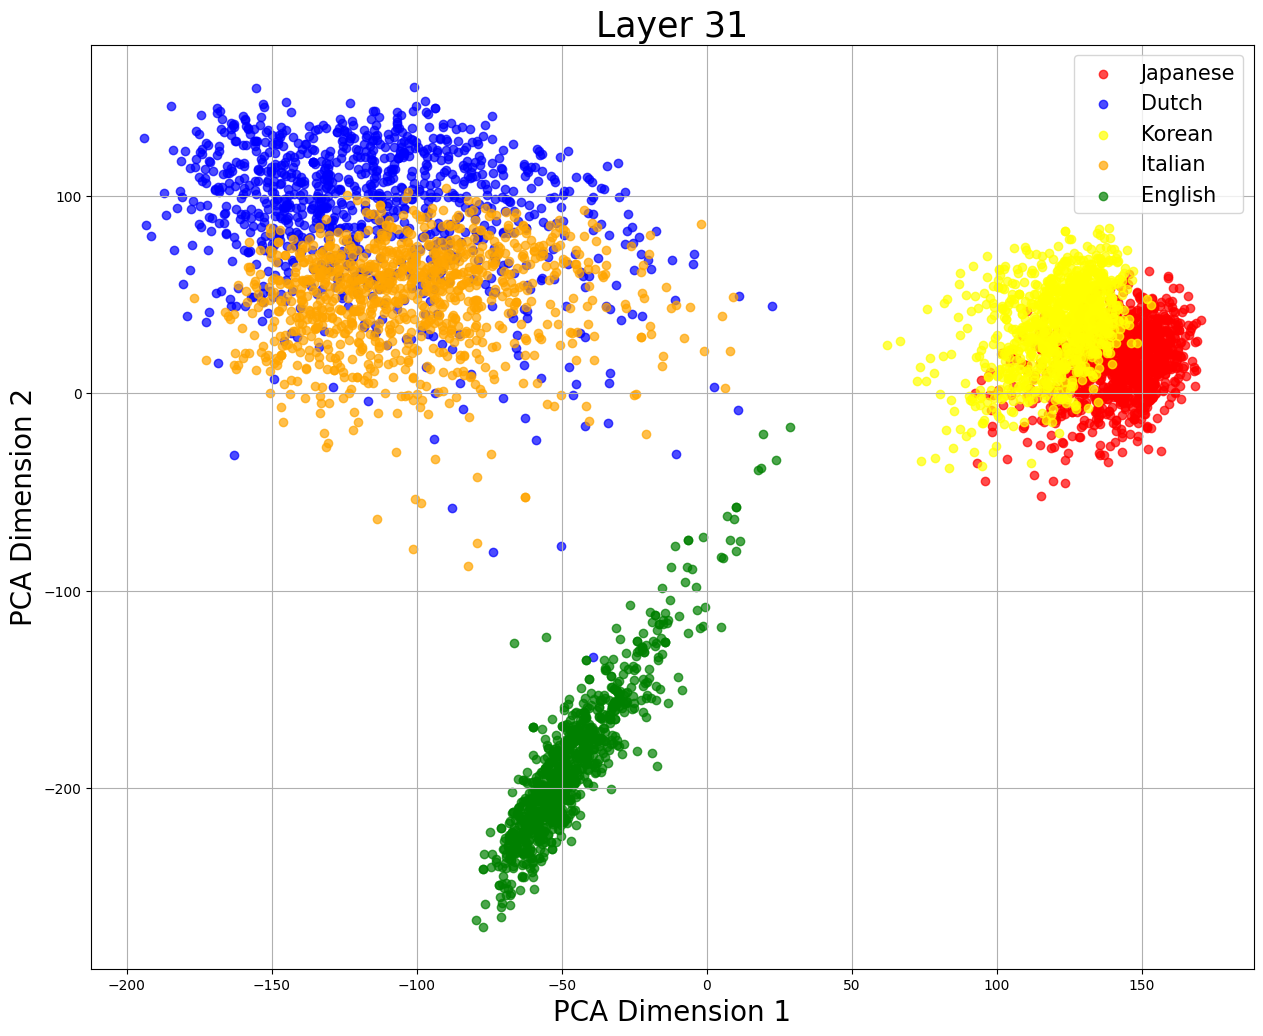 Layer 31
Japanese
Dutch
Korean
Italian
English
PCA Dimension 2
100
0
−100
−200
−200
−150
−100
−50
0
50
100
150
PCA Dimension 1